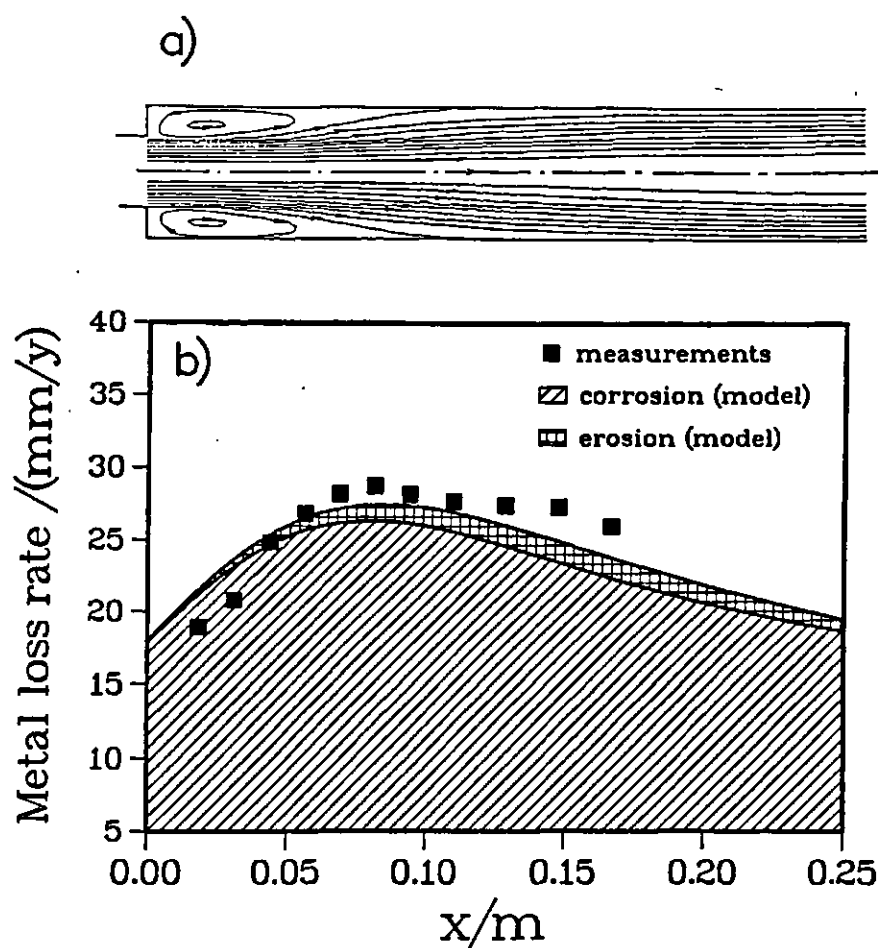 a)
b)
measurements
corrosion (model)
erosion (model)
Metal loss rate /(mm/y)
40
35
30
25
20
15
10
5
0.00 0.05 0.10 0.15 0.20 0.25
x/m